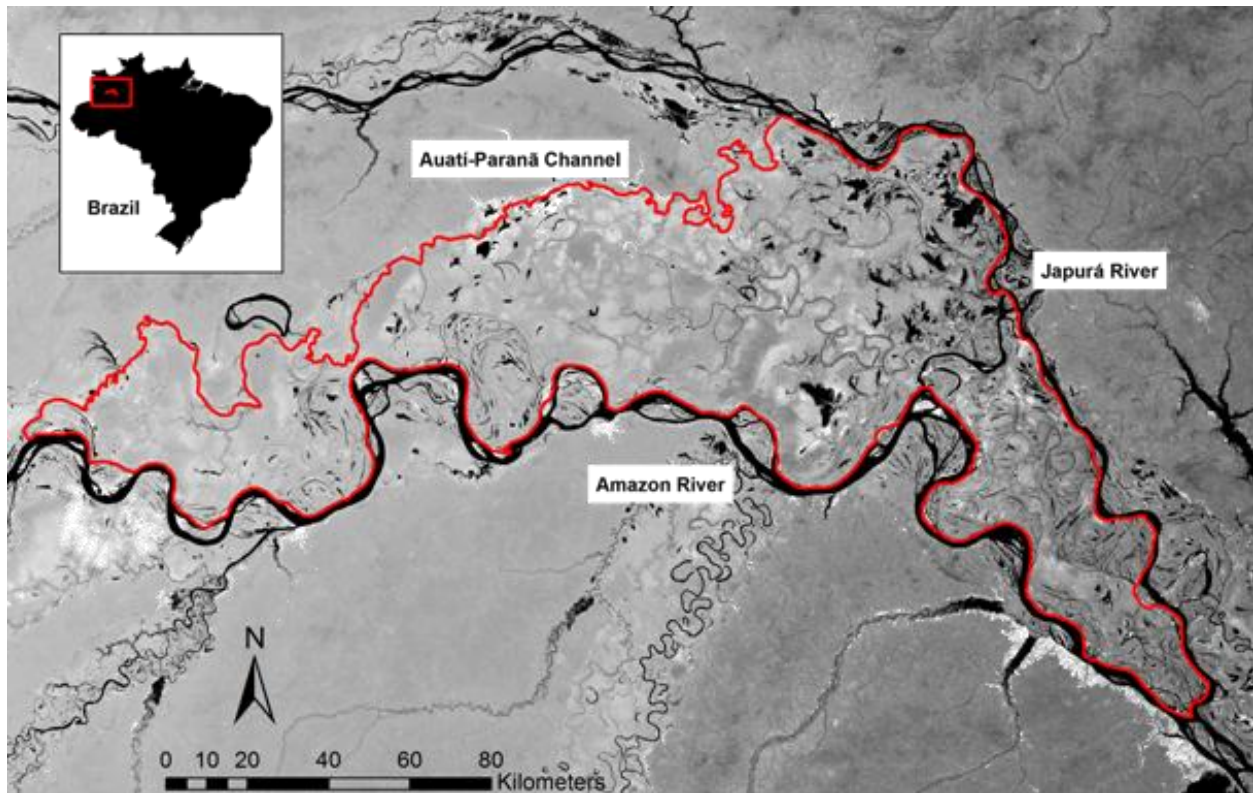 Brazil
Auatí-Paranã Channel
Japurá River
Amazon River
N
0 10 20 40 60 80
Kilometers